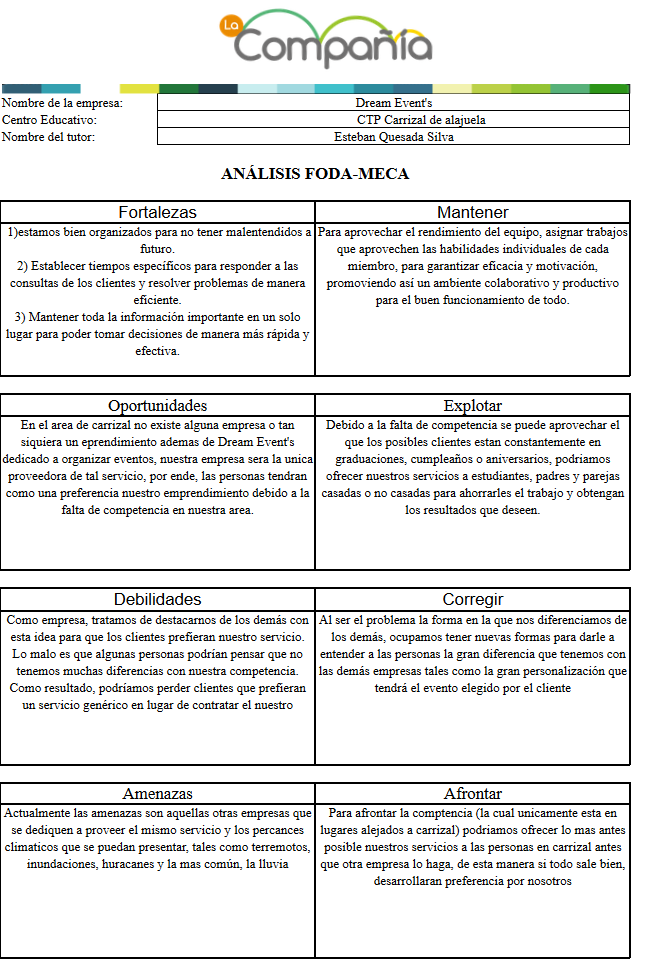 La
Compañía
Nombre de la empresa: Dream Event's
Centro Educativo: CTP Carrizal de alajuela
Nombre del tutor: Esteban Quesada Silva
ANÁLISIS FODA-MECA
Fortalezas
1)estamos bien organizados para no tener malentendidos a
futuro.
2) Establecer tiempos específicos para responder a las
consultas de los clientes y resolver problemas de manera
eficiente.
3) Mantener toda la información importante en un solo
lugar para poder tomar decisiones de manera más rápida y
efectiva.
Mantener
Para aprovechar el rendimiento del equipo, asignar trabajos
que aprovechen las habilidades individuales de cada
miembro, para garantizar eficacia y motivación,
promoviendo así un ambiente colaborativo y productivo
para el buen funcionamiento de todo.
Oportunidades
En el area de carrizal no existe alguna empresa o tan
siquiera un eprendimiento ademas de Dream Event's
dedicado a organizar eventos, nuestra empresa sera la unica
proveedora de tal servicio, por ende, las personas tendran
como una preferencia nuestro emprendimiento debido a la
falta de competencia en nuestra area.
Explotar
Debido a la falta de competencia se puede aprovechar el
que los posibles clientes estan constantemente en
graduaciones, cumpleaños o aniversarios, podríamos
ofrecer nuestros servicios a estudiantes, padres y parejas
casadas o no casadas para ahorrarles el trabajo y obtengan
los resultados que deseen.
Debilidades
Como empresa, tratamos de destacarnos de los demás con
esta idea para que los clientes prefieran nuestro servicio.
Lo malo es que algunas personas podrían pensar que no
tenemos muchas diferencias con nuestra competencia.
Como resultado, podríamos perder clientes que prefieran
un servicio genérico en lugar de contratar el nuestro
Corregir
Al ser el problema la forma en la que nos diferenciamos de
los demás, ocupamos tener nuevas formas para darle a
entender a las personas la gran diferencia que tenemos con
las demás empresas tales como la gran personalización que
tendrá el evento elegido por el cliente
Amenazas
Actualmente las amenazas son aquellas otras empresas que
se dediquen a proveer el mismo servicio y los percances
climaticos que se puedan presentar, tales como terremotos,
inundaciones, huracanes y la mas común, la lluvia
Afrontar
Para afrontar la comptencia (la cual unicamente esta en
lugares alejados a carrizal) podriamos ofrecer lo mas antes
posible nuestros servicios a las personas en carrizal antes
que otra empresa lo haga, de esta manera si todo sale bien,
desarrollaran preferencia por nosotros